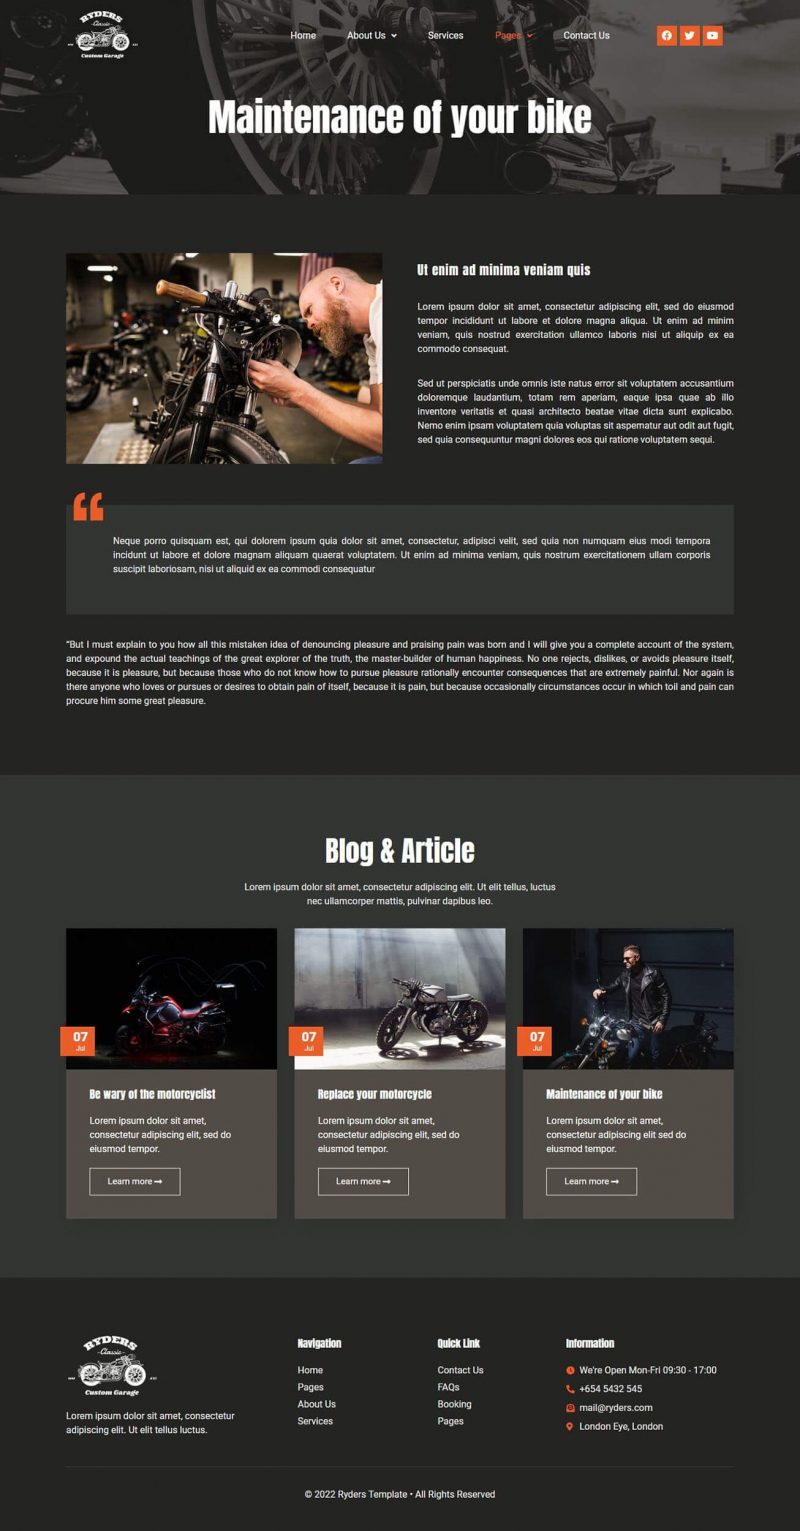 RYDERS
-Classic-
Custom Garage
Home
About Us
Services
Pages
Contact Us
Maintenance of your bike
Ut enim ad minima veniam quis
Lorem ipsum dolor sit amet, consectetur adipiscing elit, sed do eiusmod
tempor incididunt ut labore et dolore magna aliqua. Ut enim ad minim
veniam, quis nostrud exercitation ullamco laboris nisi ut aliquip ex ea
commodo consequat.
Sed ut perspiciatis unde omnis iste natus error sit voluptatem accusantium
doloremque laudantium, totam rem aperiam, eaque ipsa quae ab illo
inventore veritatis et quasi architecto beatae vitae dicta sunt explicabo.
Nemo enim ipsam voluptatem quia voluptas sit aspernatur aut odit aut fugit,
sed quia consequuntur magni dolores eos qui ratione voluptatem sequi.
Neque porro quisquam est, qui dolorem ipsum quia dolor sit amet, consectetur, adipisci velit, sed quia non numquam eius modi tempora
incidunt ut labore et dolore magnam aliquam quaerat voluptatem. Ut enim ad minima veniam, quis nostrum exercitationem ullam corporis
suscipit laboriosam, nisi ut aliquid ex ea commodi consequatur
“But I must explain to you how all this mistaken idea of denouncing pleasure and praising pain was born and I will give you a complete account of the system,
and expound the actual teachings of the great explorer of the truth, the master-builder of human happiness. No one rejects, dislikes, or avoids pleasure itself,
because it is pleasure, but because those who do not know how to pursue pleasure rationally encounter consequences that are extremely painful. Nor again is
there anyone who loves or pursues or desires to obtain pain of itself, because it is pain, but because occasionally circumstances occur in which toil and pain can
procure him some great pleasure.
Blog & Article
Lorem ipsum dolor sit amet, consectetur adipiscing elit. Ut elit tellus, luctus
nec ullamcorper mattis, pulvinar dapibus leo.
07
Jul
Be wary of the motorcyclist
Lorem ipsum dolor sit amet,
consectetur adipiscing elit, sed do
eiusmod tempor.
Learn more
07
Jul
Replace your motorcycle
Lorem ipsum dolor sit amet,
consectetur adipiscing elit, sed do
eiusmod tempor.
Learn more
07
Jul
Maintenance of your bike
Lorem ipsum dolor sit amet,
consectetur adipiscing elit, sed do
eiusmod tempor.
Learn more
RYDERS
-Classic-
Custom Garage
Lorem ipsum dolor sit amet, consectetur
adipiscing elit. Ut elit tellus luctus.
Navigation
Home
Pages
About Us
Services
Quick Link
Contact Us
FAQs
Booking
Pages
Information
We're Open Mon-Fri 09:30 - 17:00
+654 5432 545
mail@ryders.com
London Eye, London
© 2022 Ryders Template • All Rights Reserved